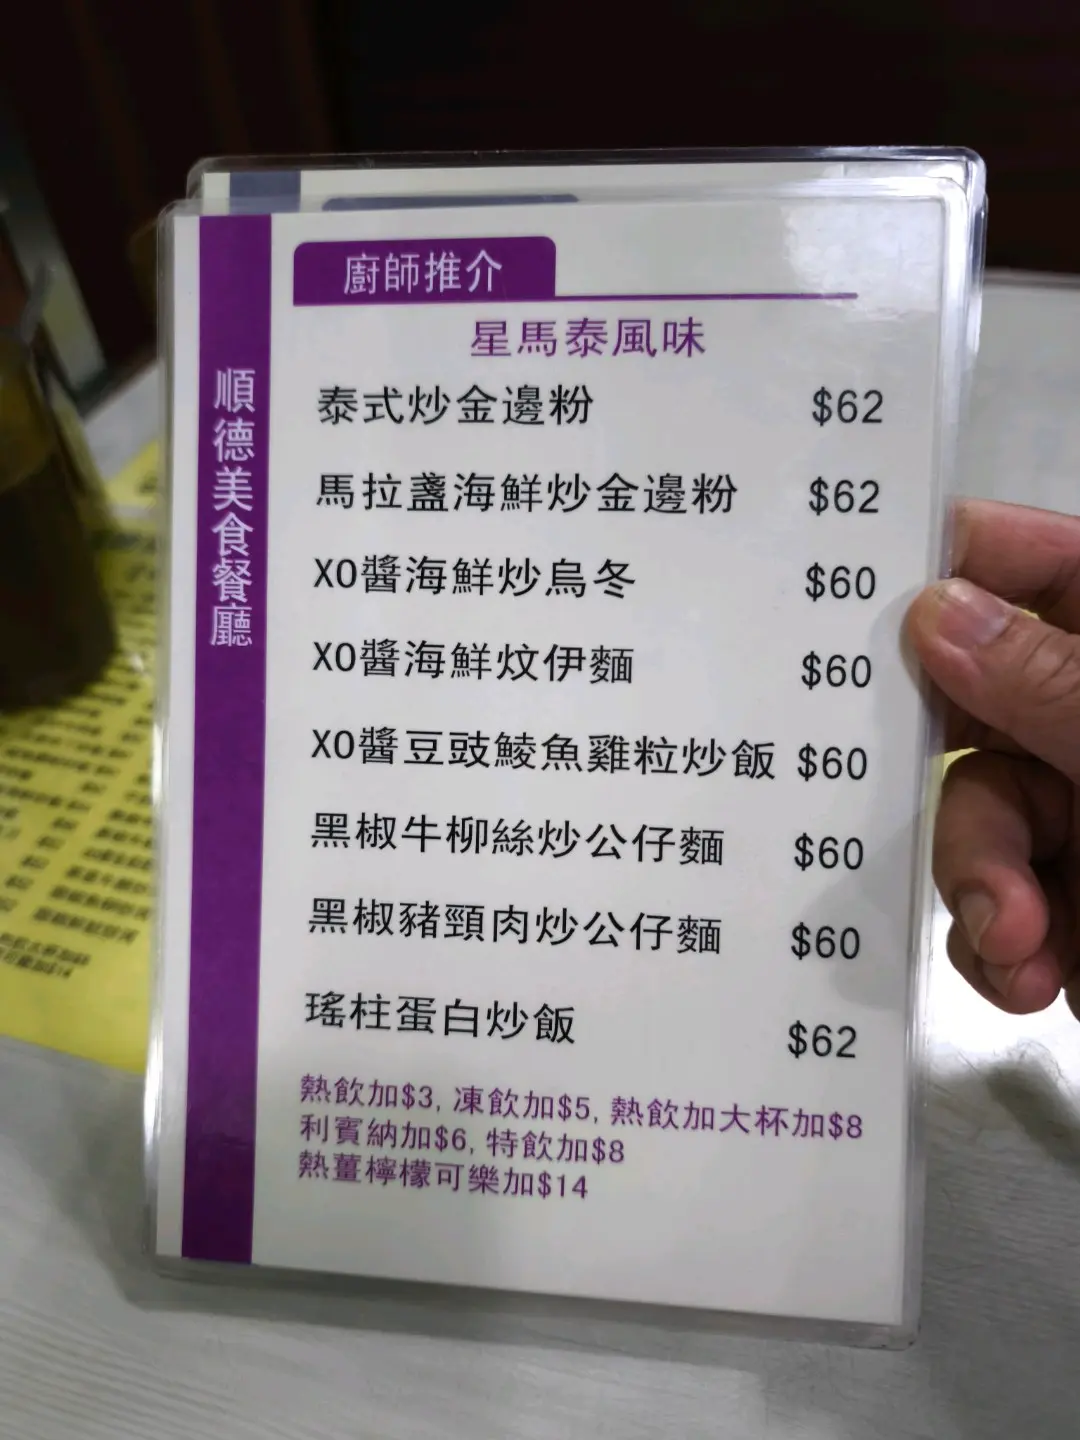 廚師推介
星馬泰風味
順德美食餐廳
泰式炒金邊粉 $62
馬拉盞海鮮炒金邊粉 $62
XO醬海鮮炒烏冬 $60
XO醬海鮮炆伊麵 $60
XO醬豆豉鯪魚雞粒炒飯 $60
黑椒牛柳絲炒公仔麵 $60
黑椒豬頸肉炒公仔麵 $60
瑤柱蛋白炒飯 $62
熱飲加$3, 凍飲加$5, 熱飲加大杯加$8
利賓納加$6, 特飲加$8
熱薑檸檬可樂加$14